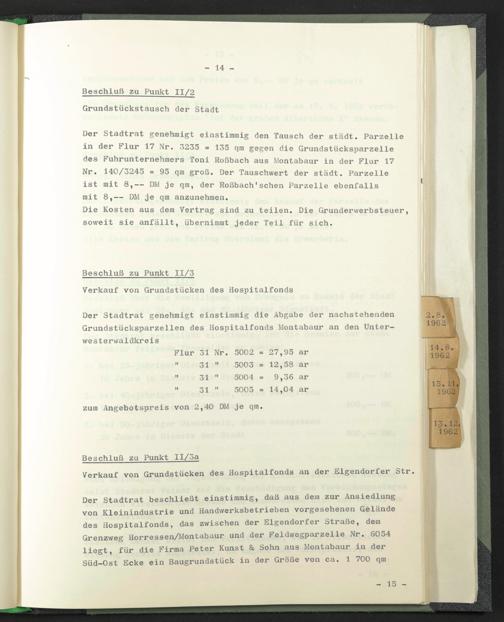 - 14 -
Beschluß zu Punkt II/2
Grundstückstausch der Stadt
Der Stadtrat genehmigt einstimmig den Tausch der städt. Parzelle
in der Flur 17 Nr. 3235 = 135 qm gegen die Grundstücksparzelle
des Fuhrunternehmers Toni Roßbach aus Montabaur in der Flur 17
Nr. 140/3245 = 95 qm groß. Der Tauschwert der städt. Parzelle
ist mit 8,-- DM je qm, der Roßbach'schen Parzelle ebenfalls
mit 8,-- DM je qm anzunehmen.
Die Kosten aus dem Vertrag sind zu teilen. Die Grunderwerbsteuer,
soweit sie anfällt, übernimmt jeder Teil für sich.
Beschluß zu Punkt II/3
Verkauf von Grundstücken des Hospitalfonds
Der Stadtrat genehmigt einstimmig die Abgabe der nachstehenden
Grundstücksparzellen des Hospitalfonds Montabaur an den Unter-
westerwaldkreis
Flur 31 Nr. 5002 = 27,95 ar
" 31 " 5003 = 12,58 ar
" 31 " 5004 = 9,36 ar
" 31 " 5005 = 14,04 ar
zum Angebotspreis von 2,40 DM je qm.
Beschluß zu Punkt II/3a
Verkauf von Grundstücken des Hospitalfonds an der Elgendorfer Str.
Der Stadtrat beschließt einstimmig, daß aus dem zur Ansiedlung
von Kleinindustrie und Handwerksbetrieben vorgesehenen Gelände
des Hospitalfonds, das zwischen der Elgendorfer Straße, dem
Grenzweg Horressen/Montabaur und der Feldwegparzelle Nr. 6054
liegt, für die Firma Peter Kunst & Sohn aus Montabaur in der
Süd-Ost Ecke ein Baugrundstück in der Größe von ca. 1 700 qm
- 15 -
2.8.
1962
14.8.
1962
15.11.
1962
13.12.
1962